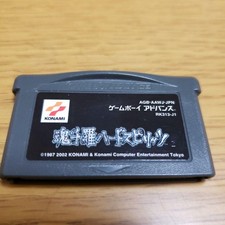 AGB-AAWJ-JPN
KONAMI
ゲームボーイ アドバンス
RK313-J1
魂斗羅ハードスピリッツ
©1987 2002 KONAMI & Konami Computer Entertainment Tokyo